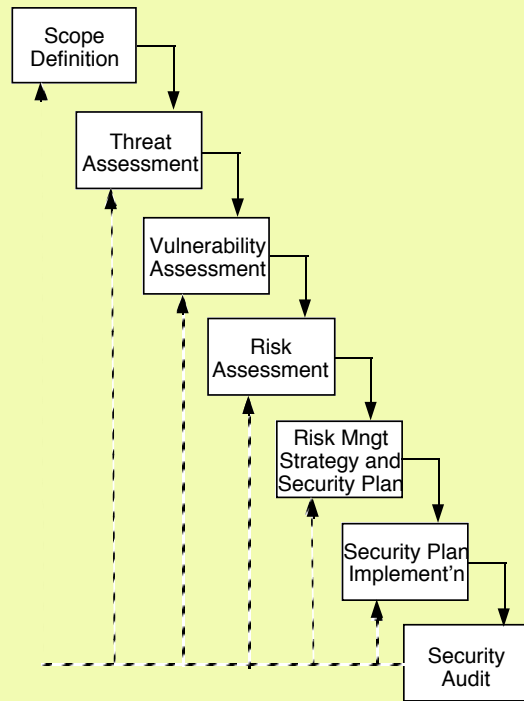 Scope
Definition
Threat
Assessment
Vulnerability
Assessment
Risk
Assessment
Risk Mngt
Strategy and
Security Plan
Security Plan
Implement'n
Security
Audit